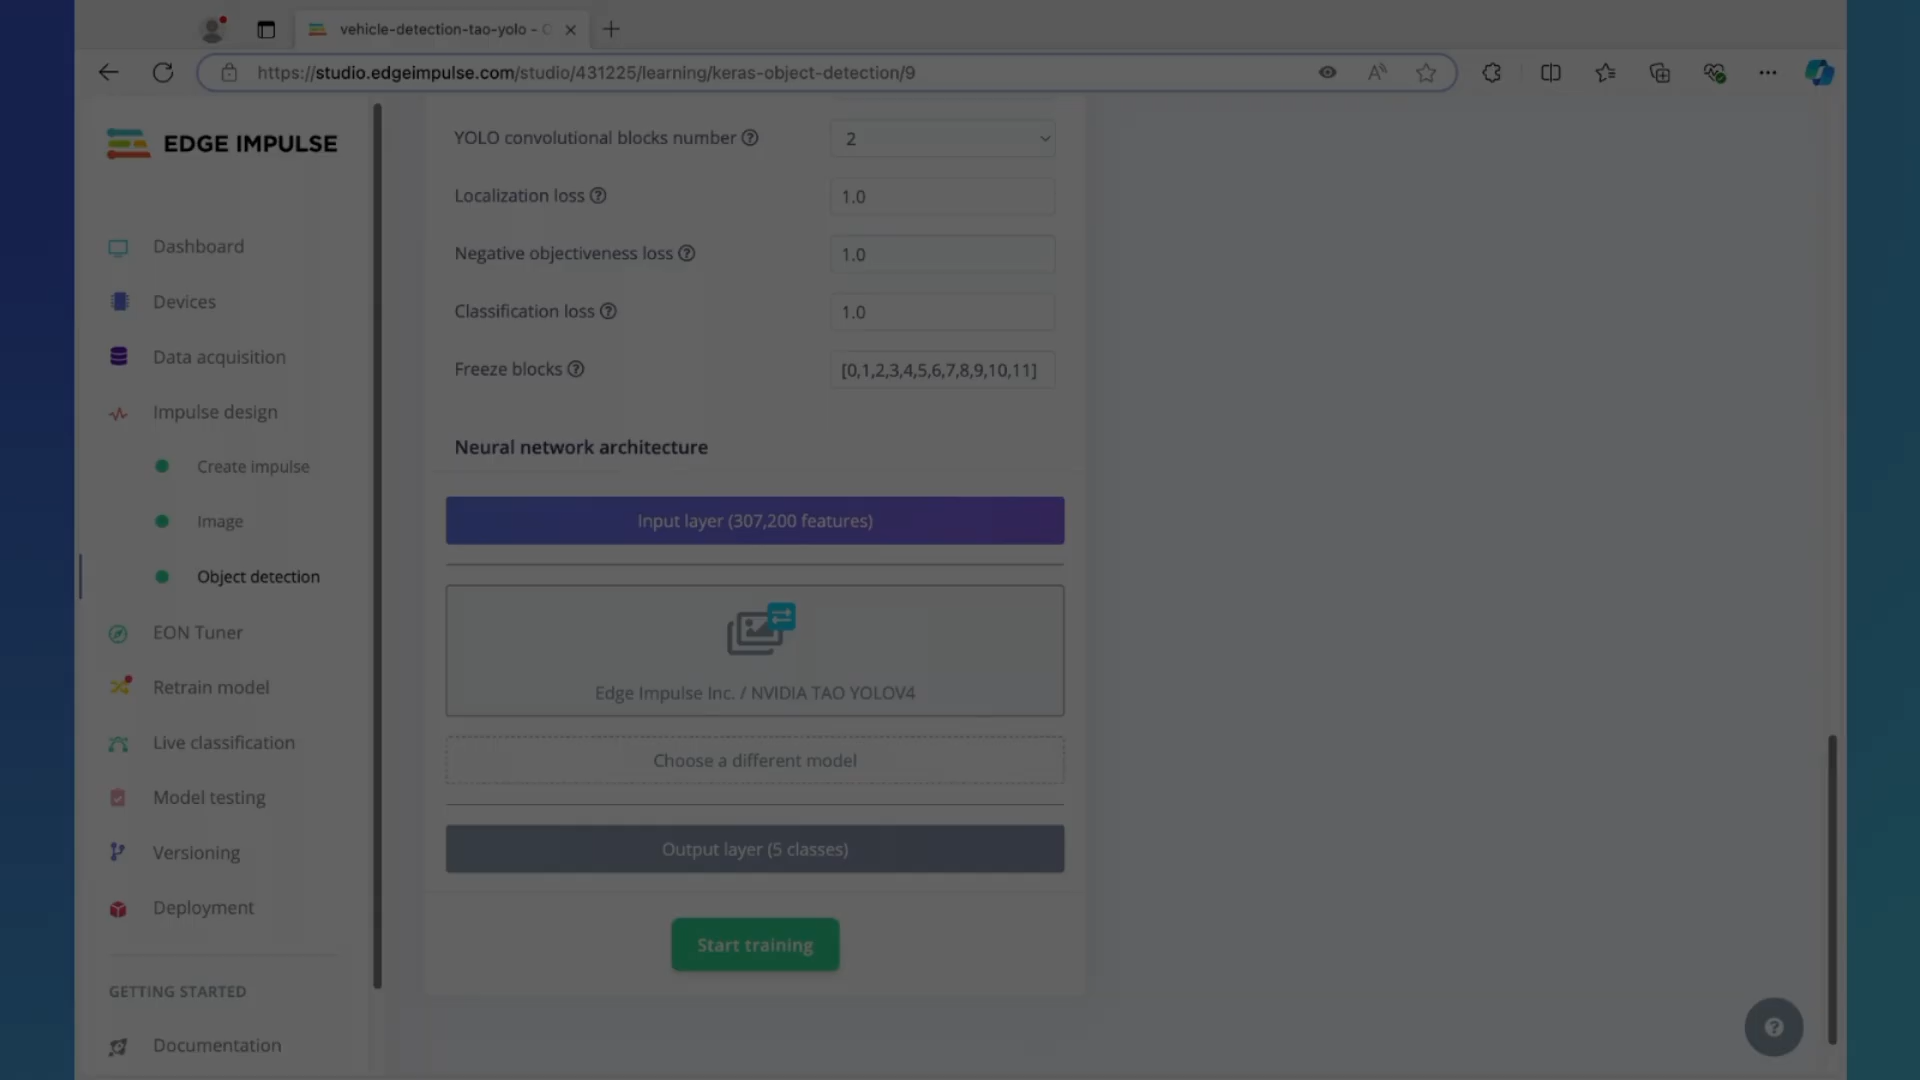 vehicle-detection-tao-yolo -
https://studio.edgeimpulse.com/studio/431225/learning/keras-object-detection/9
EDGE IMPULSE
Dashboard
Devices
Data acquisition
Impulse design
Create impulse
Image
Object detection
EON Tuner
Retrain model
Live classification
Model testing
Versioning
Deployment
GETTING STARTED
Documentation
YOLO convolutional blocks number
2
Localization loss
1.0
Negative objectiveness loss
1.0
Classification loss
1.0
Freeze blocks
[0,1,2,3,4,5,6,7,8,9,10,11]
Neural network architecture
Input layer (307,200 features)
Edge Impulse Inc. / NVIDIA TAO YOLOV4
Choose a different model
Output layer (5 classes)
Start training